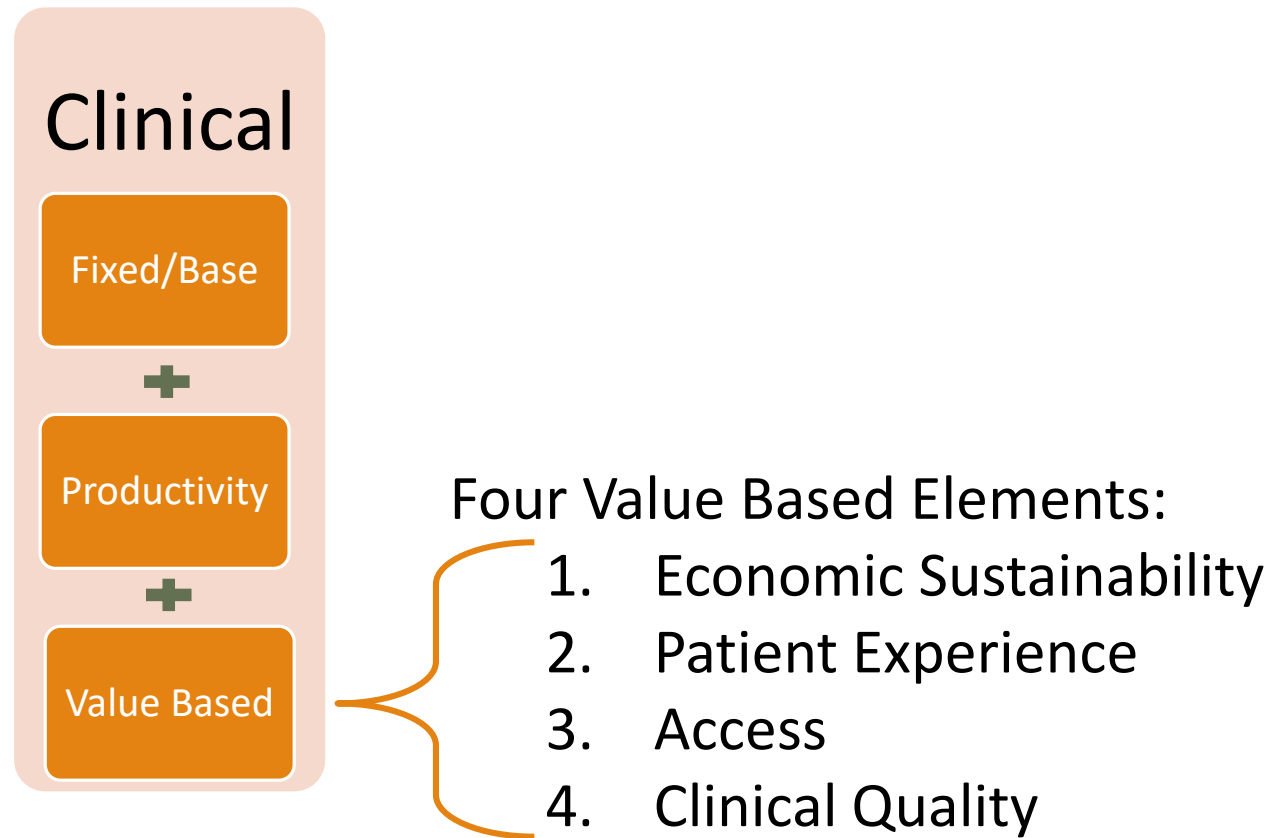 Clinical
Fixed/Base
Productivity
Value Based
Four Value Based Elements:
1. Economic Sustainability
2. Patient Experience
3. Access
4. Clinical Quality